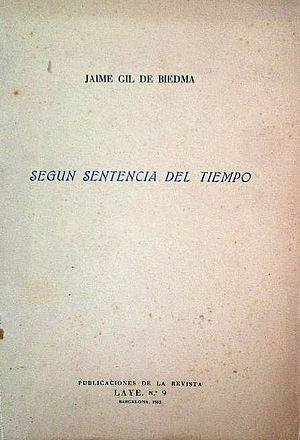 JAIME GIL DE BIEDMA
SEGUN SENTENCIA DEL TIEMPO
PUBLICACIONES DE LA REVISTA
LAYE. N.º 9
BARCELONA, 1953